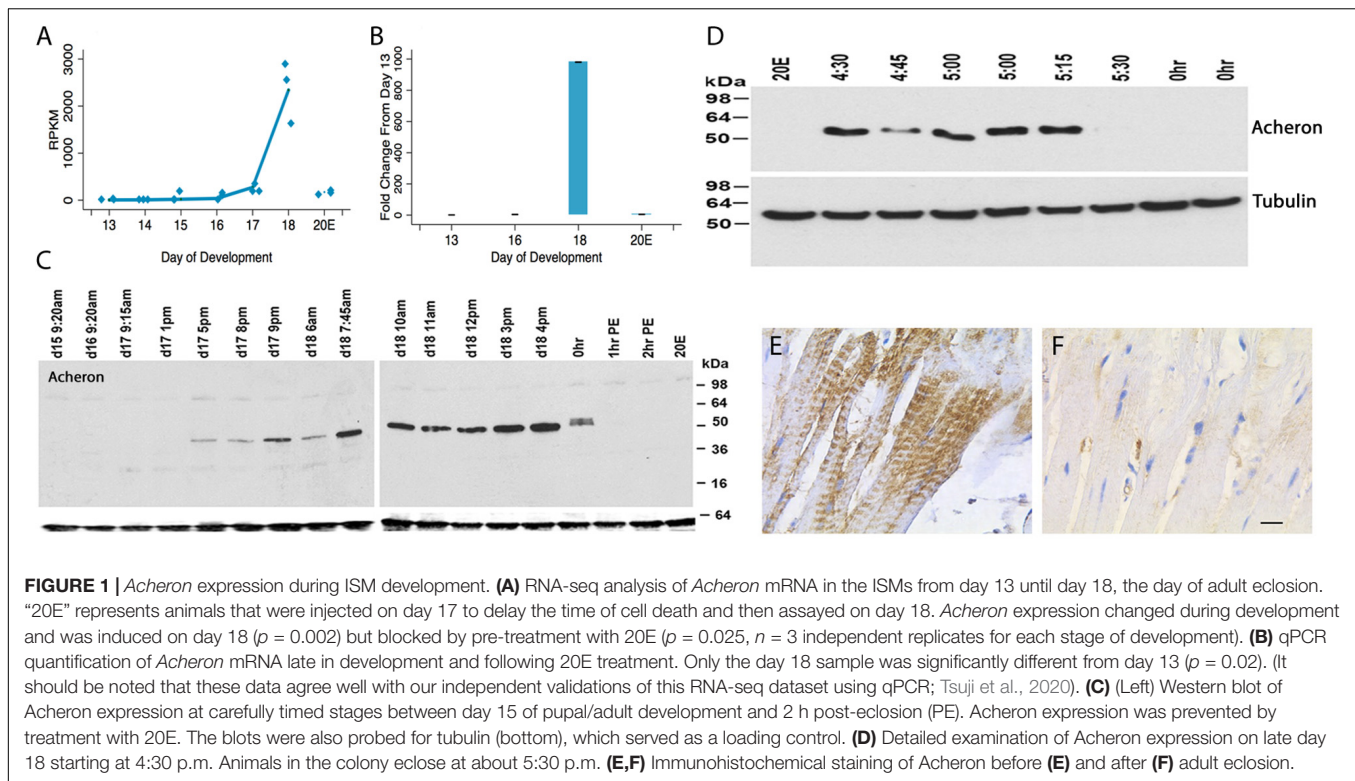 A
RPKM
3000
2000
1000
0
13 14 15 16 17 18 20E
Day of Development
B
Fold Change From Day 13
1000
800
600
400
200
0
13 16 18 20E
Day of Development
C
d15 9:20am
d16 9:20am
d17 9:15am
d17 1pm
d17 5pm
d17 8pm
d17 9pm
d18 6am
d18 7:45am
d18 10am
d18 11am
d18 12pm
d18 3pm
d18 4pm
0hr
1hr PE
2hr PE
20E
Acheron
kDa
98
64
50
36
16
64
D
kDa
20E
4:30
4:45
5:00
5:00
5:15
5:30
0hr
0hr
98
64
50
Acheron
98
64
50
Tubulin
E
F
FIGURE 1 | Acheron expression during ISM development. (A) RNA-seq analysis of Acheron mRNA in the ISMs from day 13 until day 18, the day of adult eclosion.
“20E” represents animals that were injected on day 17 to delay the time of cell death and then assayed on day 18. Acheron expression changed during development
and was induced on day 18 (p = 0.002) but blocked by pre-treatment with 20E (p = 0.025, n = 3 independent replicates for each stage of development). (B) qPCR
quantification of Acheron mRNA late in development and following 20E treatment. Only the day 18 sample was significantly different from day 13 (p = 0.02). (It
should be noted that these data agree well with our independent validations of this RNA-seq dataset using qPCR; Tsuji et al., 2020). (C) (Left) Western blot of
Acheron expression at carefully timed stages between day 15 of pupal/adult development and 2 h post-eclosion (PE). Acheron expression was prevented by
treatment with 20E. The blots were also probed for tubulin (bottom), which served as a loading control. (D) Detailed examination of Acheron expression on late day
18 starting at 4:30 p.m. Animals in the colony eclose at about 5:30 p.m. (E,F) Immunohistochemical staining of Acheron before (E) and after (F) adult eclosion.